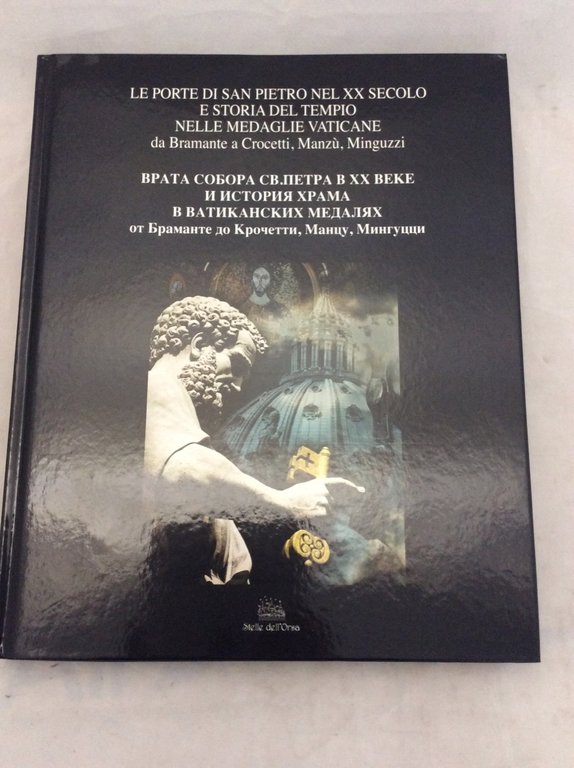 LE PORTE DI SAN PIETRO NEL XX SECOLO
E STORIA DEL TEMPIO
NELLE MEDAGLIE VATICANE
da Bramante a Crocetti, Manzù, Minguzzi
ВРАТА СОБОРА СВ.ПЕТРА В XX ВЕКЕ
И ИСТОРИЯ ХРАМА
В ВАТИКАНСКИХ МЕДАЛЯХ
от Браманте до Крочетти, Манцу, Мингуцци
Stelle dell'Orsa